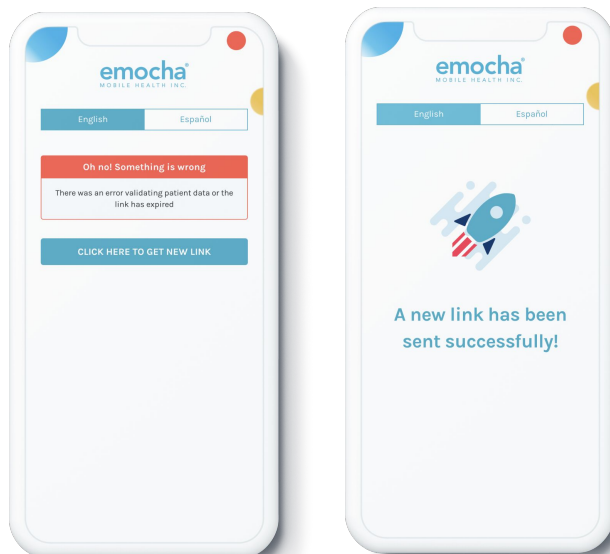 emocha®
MOBILE HEALTH INC.
English Español
Oh no! Something is wrong
There was an error validating patient data or the
link has expired
CLICK HERE TO GET NEW LINK
emocha®
MOBILE HEALTH INC.
English Español
A new link has been
sent successfully!